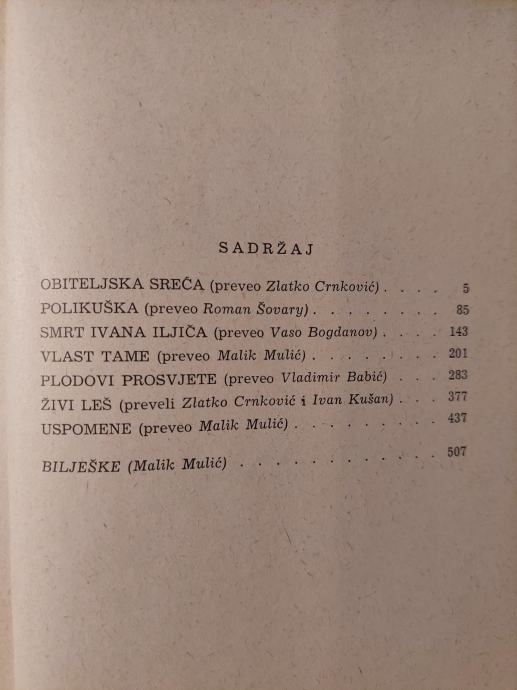 SADRŽAJ
OBITELJSKA SREĆA (preveo Zlatko Crnković) . . . . 5
POLIKUŠKA (preveo Roman Šovary) . . . . . . . . 85
SMRT IVANA ILJIČA (preveo Vaso Bogdanov) . . . . 143
VLAST TAME (preveo Malik Mulić) . . . . . . . . 201
PLODOVI PROSVJETE (preveo Vladimir Babić) . . . 283
ŽIVI LEŠ (preveli Zlatko Crnković i Ivan Kušan) . . . 377
USPOMENE (preveo Malik Mulić) . . . . . . . . . 437
BILJEŠKE (Malik Mulić) . . . . . . . . . . . . 507